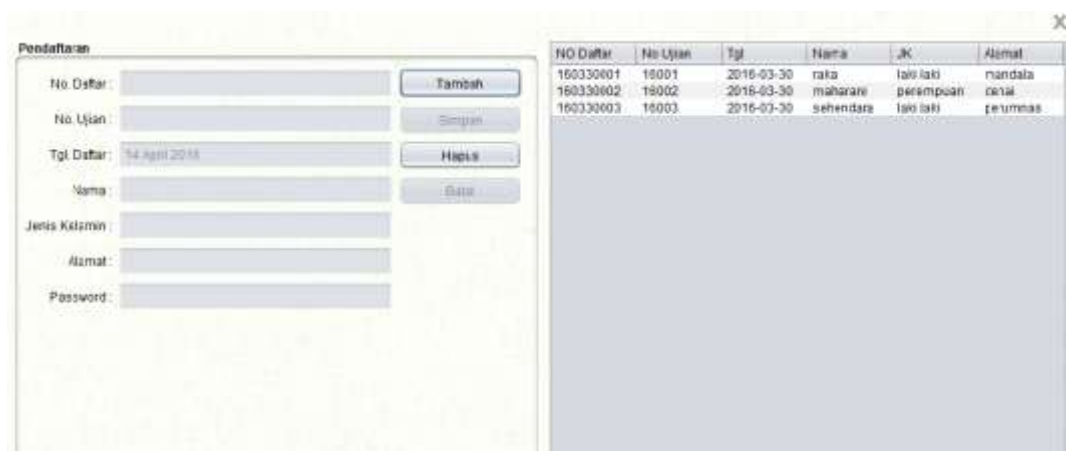 X
Pendaftaran
No. Daftar :
Tambah
No. Ujian :
Simpan
Tgl. Daftar : 14 April 2016
Hapus
Nama :
Batal
Jenis Kelamin :
Alamat :
Password :
NO Daftar No Ujian Tgl Nama JK Alamat
160330001 16001 2016-03-30 raka laki laki mandala
160330002 16002 2016-03-30 maharani perempuan denai
160330003 16003 2016-03-30 sehendara laki laki perumnas